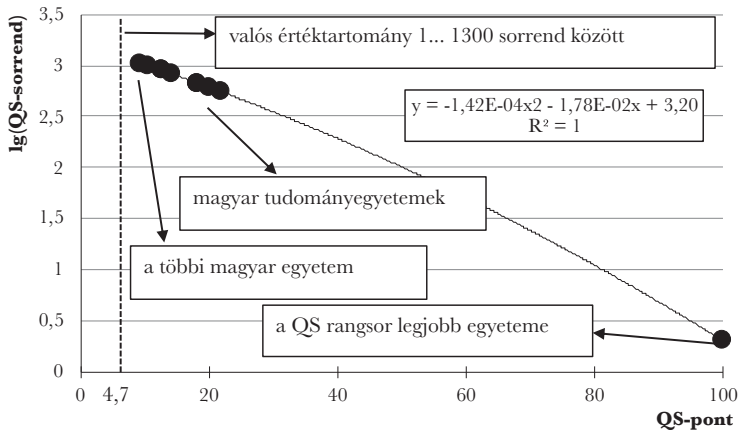 3,5
3
2,5
2
1,5
1
0,5
0
lg(QS-sorrend)
valós értéktartomány 1... 1300 sorrend között
y = -1,42E-04x2 - 1,78E-02x + 3,20
R² = 1
magyar tudományegyetemek
a többi magyar egyetem
a QS rangsor legjobb egyeteme
0 4,7 20 40 60 80 100
QS-pont